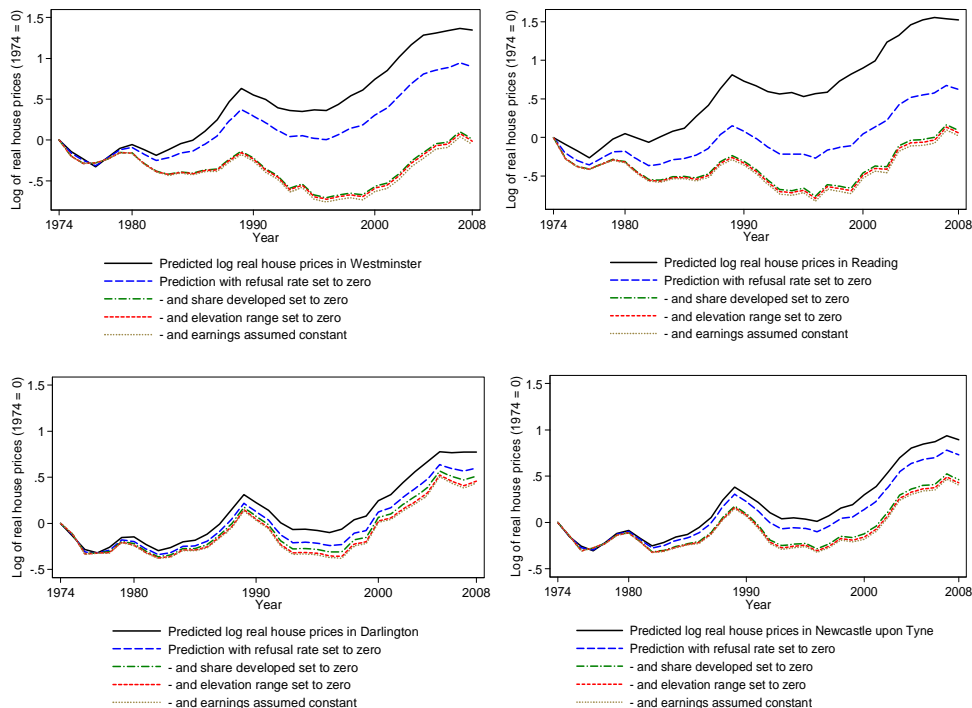 Log of real house prices (1974 = 0)
1.5
1
.5
0
-.5
1974
1980
1990
2000
2008
Year
Predicted log real house prices in Westminster
Prediction with refusal rate set to zero
- and share developed set to zero
- and elevation range set to zero
- and earnings assumed constant
Log of real house prices (1974 = 0)
1.5
1
.5
0
-.5
1974
1980
1990
2000
2008
Year
Predicted log real house prices in Reading
Prediction with refusal rate set to zero
- and share developed set to zero
- and elevation range set to zero
- and earnings assumed constant
Log of real house prices (1974 = 0)
1.5
1
.5
0
-.5
1974
1980
1990
2000
2008
Year
Predicted log real house prices in Darlington
Prediction with refusal rate set to zero
- and share developed set to zero
- and elevation range set to zero
- and earnings assumed constant
Log of real house prices (1974 = 0)
1.5
1
.5
0
-.5
1974
1980
1990
2000
2008
Year
Predicted log real house prices in Newcastle upon Tyne
Prediction with refusal rate set to zero
- and share developed set to zero
- and elevation range set to zero
- and earnings assumed constant